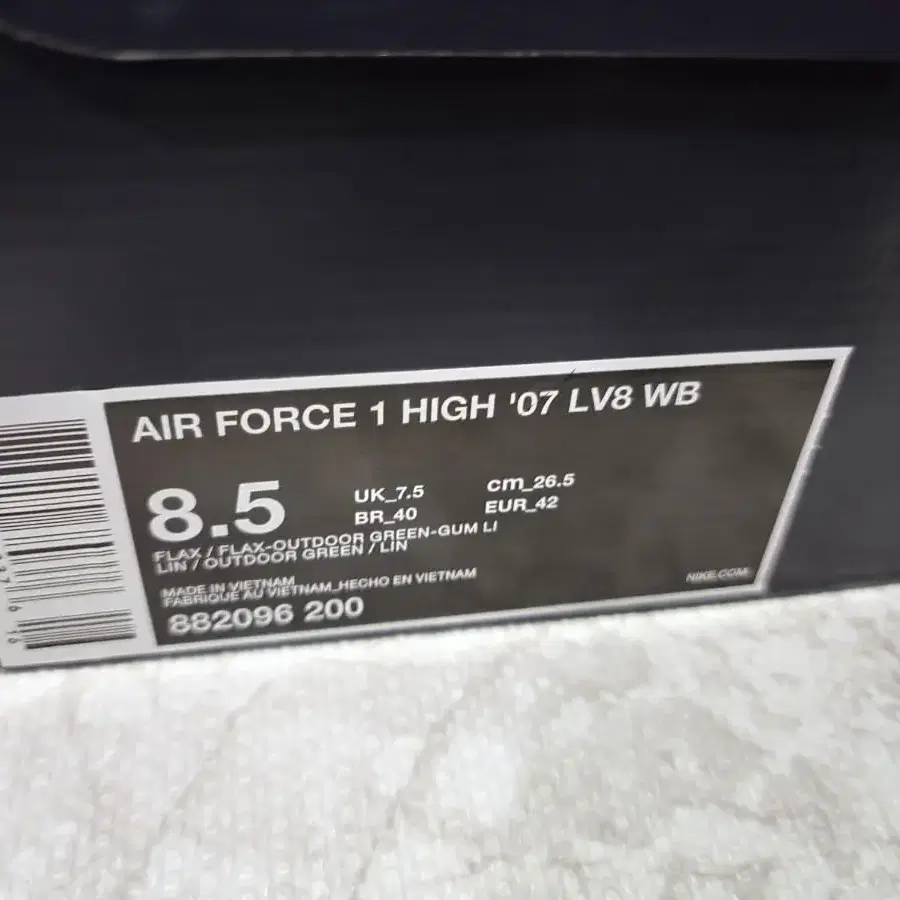 AIR FORCE 1 HIGH '07 LV8 WB
8.5
UK_7.5
cm_26.5
BR_40
EUR_42
FLAX / FLAX-OUTDOOR GREEN-GUM LI
LIN / OUTDOOR GREEN / LIN
MADE IN VIETNAM
FABRIQUE AU VIETNAM_HECHO EN VIETNAM
882096 200
NIKE.COM